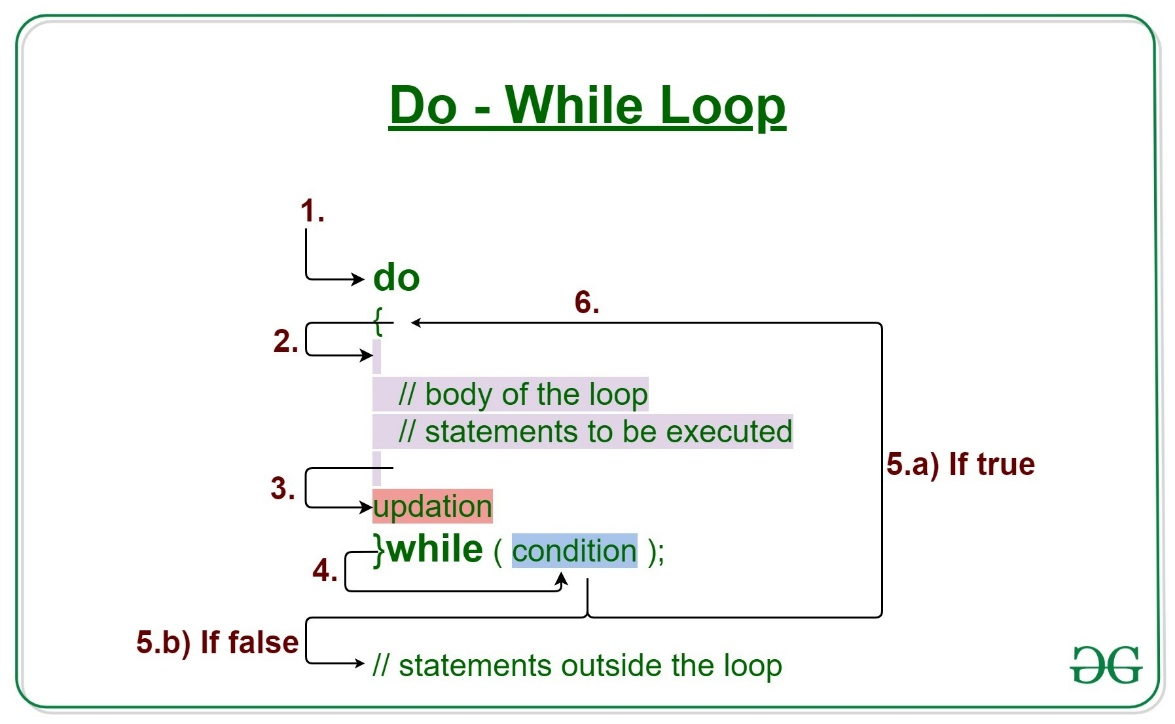 Do - While Loop
1.
do
6.
{
2.
// body of the loop
// statements to be executed
5.a) If true
3.
updation
}while ( condition );
4.
5.b) If false
// statements outside the loop
GG